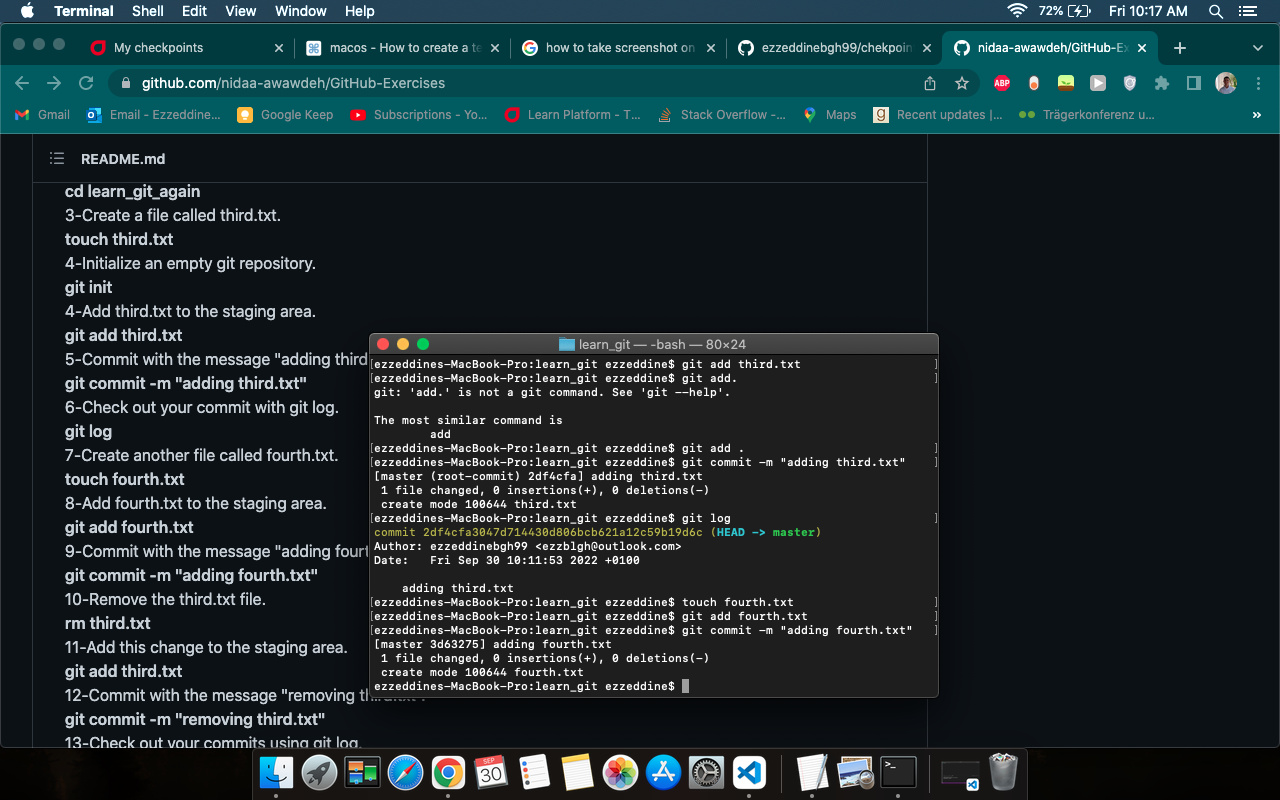 Terminal Shell Edit View Window Help 72% Fri 10:17 AM
My checkpoints macos - How to create a te how to take screenshot on ezzeddinebgh99/chekpoin nidaa-awawdeh/GitHub-Ex
github.com/nidaa-awawdeh/GitHub-Exercises ABP
Gmail Email - Ezzeddine... Google Keep Subscriptions - Yo... Learn Platform - T... Stack Overflow -... Maps Recent updates |... Trägerkonferenz u... »
README.md
cd learn_git_again
3-Create a file called third.txt.
touch third.txt
4-Initialize an empty git repository.
git init
4-Add third.txt to the staging area.
git add third.txt
5-Commit with the message "adding third
git commit -m "adding third.txt"
6-Check out your commit with git log.
git log
7-Create another file called fourth.txt.
touch fourth.txt
8-Add fourth.txt to the staging area.
git add fourth.txt
9-Commit with the message "adding fourt
git commit -m "adding fourth.txt"
10-Remove the third.txt file.
rm third.txt
11-Add this change to the staging area.
git add third.txt
12-Commit with the message "removing
git commit -m "removing third.txt"
13-Check out your commits using git log.
learn_git — -bash — 80×24
[ezzeddines-MacBook-Pro:learn_git ezzeddine$ git add third.txt ]
[ezzeddines-MacBook-Pro:learn_git ezzeddine$ git add. ]
git: 'add.' is not a git command. See 'git --help'.
The most similar command is
add
[ezzeddines-MacBook-Pro:learn_git ezzeddine$ git add . ]
[ezzeddines-MacBook-Pro:learn_git ezzeddine$ git commit -m "adding third.txt" ]
[master (root-commit) 2df4cfa] adding third.txt
1 file changed, 0 insertions(+), 0 deletions(-)
create mode 100644 third.txt
[ezzeddines-MacBook-Pro:learn_git ezzeddine$ git log ]
commit 2df4cfa3047d714430d806bcb621a12c59b19d6c (HEAD -> master)
Author: ezzeddinebgh99 <ezzblgh@outlook.com>
Date: Fri Sep 30 10:11:53 2022 +0100
adding third.txt
[ezzeddines-MacBook-Pro:learn_git ezzeddine$ touch fourth.txt ]
[ezzeddines-MacBook-Pro:learn_git ezzeddine$ git add fourth.txt ]
[ezzeddines-MacBook-Pro:learn_git ezzeddine$ git commit -m "adding fourth.txt" ]
[master 3d63275] adding fourth.txt
1 file changed, 0 insertions(+), 0 deletions(-)
create mode 100644 fourth.txt
ezzeddines-MacBook-Pro:learn_git ezzeddine$
SEP
30